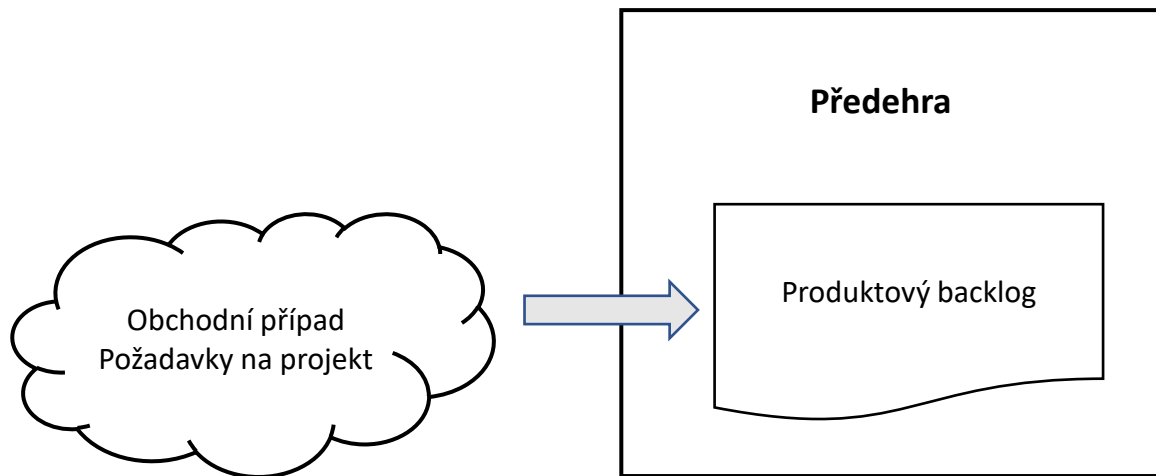 Předehra
Produktový backlog
Obchodní případ
Požadavky na projekt